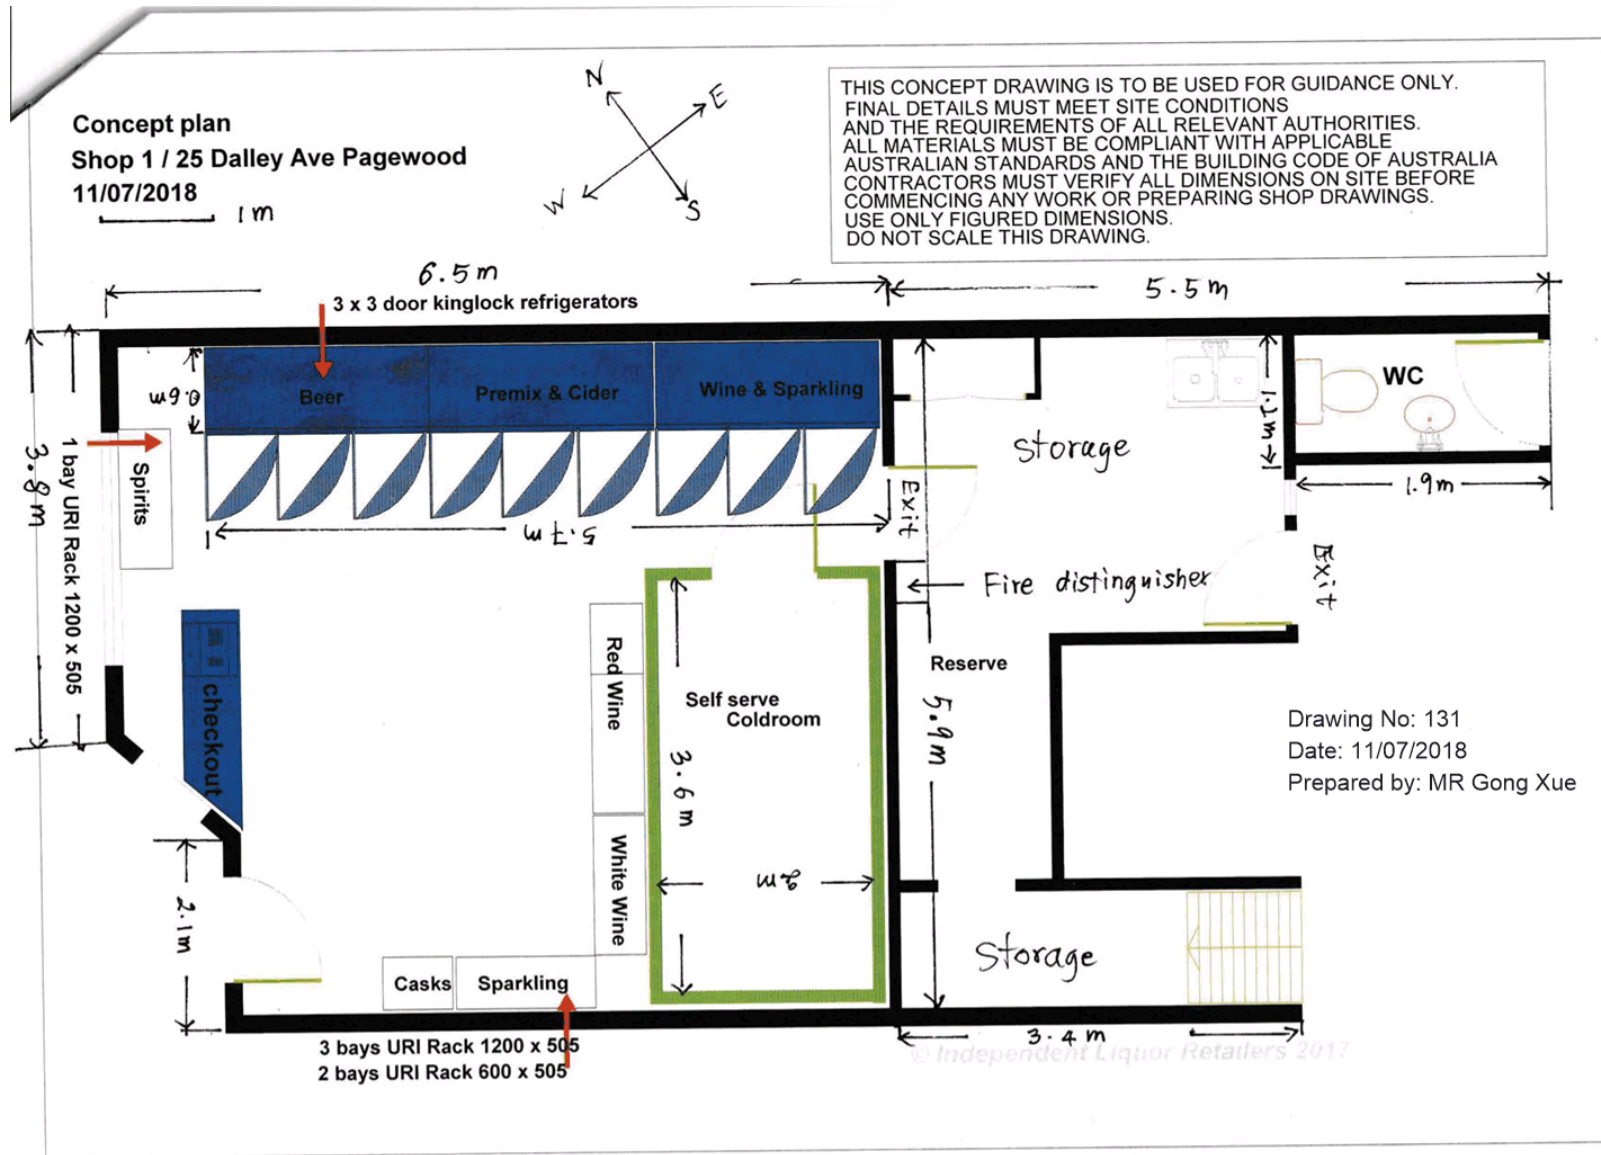 Concept plan
Shop 1 / 25 Dalley Ave Pagewood
11/07/2018
1m
N
E
W
S
THIS CONCEPT DRAWING IS TO BE USED FOR GUIDANCE ONLY.
FINAL DETAILS MUST MEET SITE CONDITIONS
AND THE REQUIREMENTS OF ALL RELEVANT AUTHORITIES.
ALL MATERIALS MUST BE COMPLIANT WITH APPLICABLE
AUSTRALIAN STANDARDS AND THE BUILDING CODE OF AUSTRALIA
CONTRACTORS MUST VERIFY ALL DIMENSIONS ON SITE BEFORE
COMMENCING ANY WORK OR PREPARING SHOP DRAWINGS.
USE ONLY FIGURED DIMENSIONS.
DO NOT SCALE THIS DRAWING.
6.5m
5.5m
3 x 3 door kinglock refrigerators
0.6m
Beer
Premix & Cider
Wine & Sparkling
WC
1.2m
Storage
1.9m
3.8m
1 bay URI Rack 1200 x 505
Spirits
5.7m
Exit
Fire distinguisher
Exit
checkout
Red Wine
Self serve
Coldroom
3.6m
2m
Reserve
5.9m
Drawing No: 131
Date: 11/07/2018
Prepared by: MR Gong Xue
White Wine
2.1m
Casks
Sparkling
Storage
3.4m
3 bays URI Rack 1200 x 505
2 bays URI Rack 600 x 505
© Independent Liquor Retailers 2017